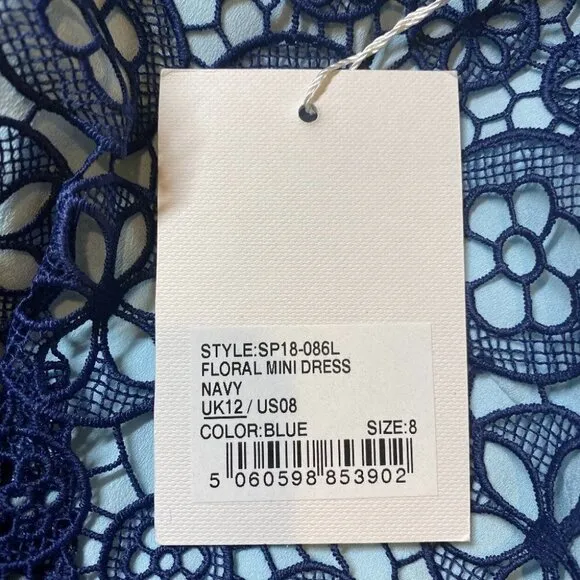 STYLE:SP18-086L
FLORAL MINI DRESS
NAVY
UK12 / US08
COLOR:BLUE SIZE:8
5 060598 853902